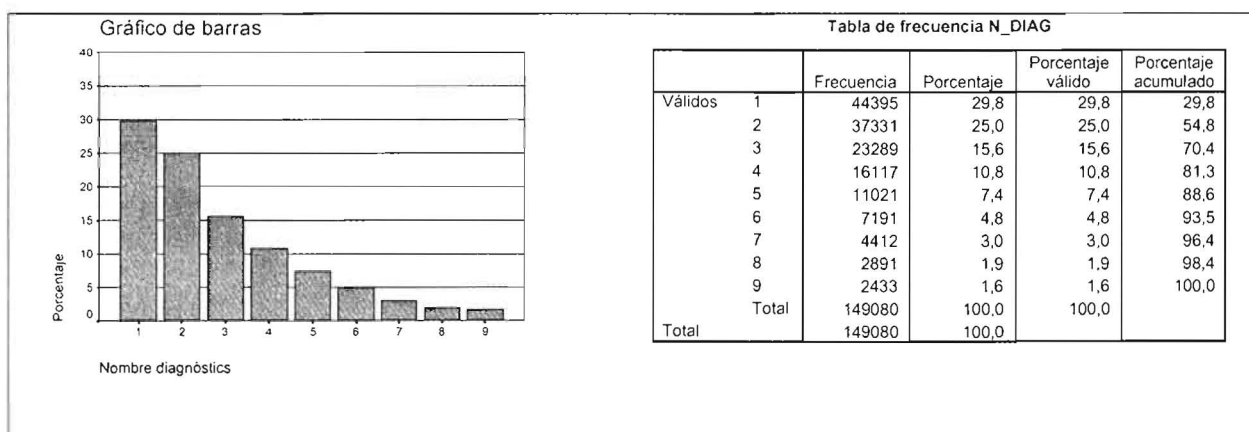 Gráfico de barras
40
35
30
25
20
15
10
5
0
Porcentaje
1 2 3 4 5 6 7 8 9
Nombre diagnòstics
Tabla de frecuencia N_DIAG
Frecuencia Porcentaje Porcentaje válido Porcentaje acumulado
Válidos 1 44395 29,8 29,8 29,8
2 37331 25,0 25,0 54,8
3 23289 15,6 15,6 70,4
4 16117 10,8 10,8 81,3
5 11021 7,4 7,4 88,6
6 7191 4,8 4,8 93,5
7 4412 3,0 3,0 96,4
8 2891 1,9 1,9 98,4
9 2433 1,6 1,6 100,0
Total 149080 100,0 100,0
Total 149080 100,0